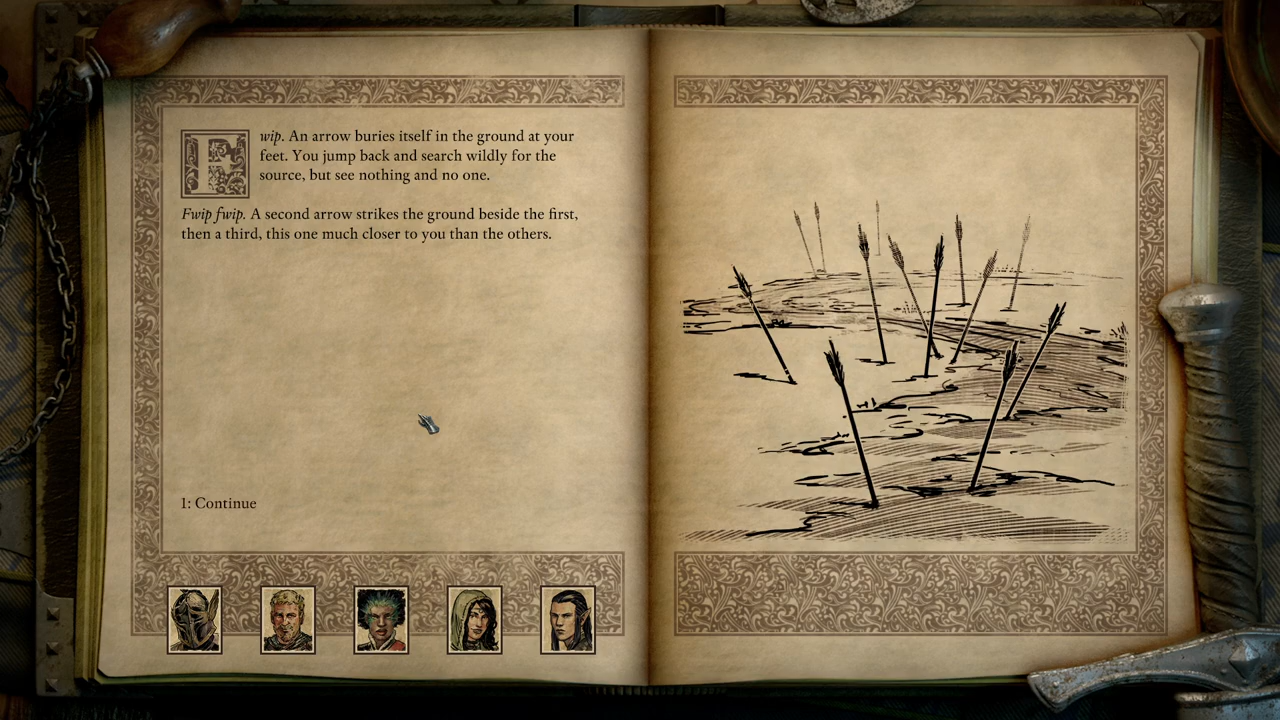 Fwip. An arrow buries itself in the ground at your
feet. You jump back and search wildly for the
source, but see nothing and no one.
Fwip fwip. A second arrow strikes the ground beside the first,
then a third, this one much closer to you than the others.
1: Continue